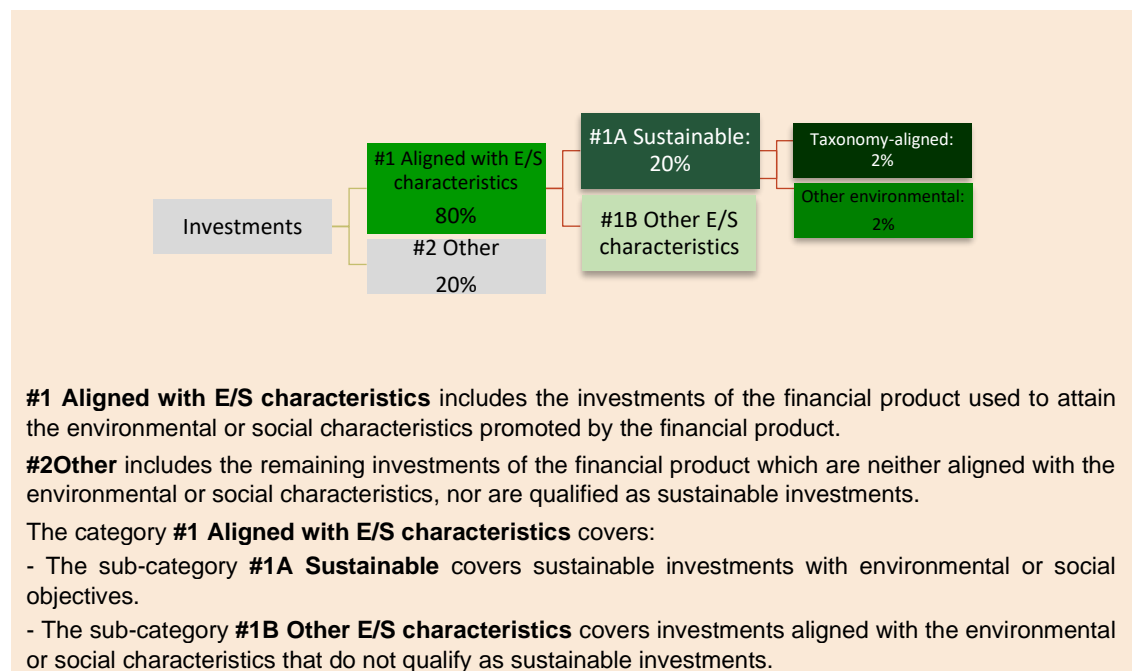 #1A Sustainable:
20%
Taxonomy-aligned:
2%
#1 Aligned with E/S
characteristics
80%
Other environmental:
2%
Investments
#1B Other E/S
characteristics
#2 Other
20%
#1 Aligned with E/S characteristics includes the investments of the financial product used to attain
the environmental or social characteristics promoted by the financial product.
#2Other includes the remaining investments of the financial product which are neither aligned with the
environmental or social characteristics, nor are qualified as sustainable investments.
The category #1 Aligned with E/S characteristics covers:
- The sub-category #1A Sustainable covers sustainable investments with environmental or social
objectives.
- The sub-category #1B Other E/S characteristics covers investments aligned with the environmental
or social characteristics that do not qualify as sustainable investments.